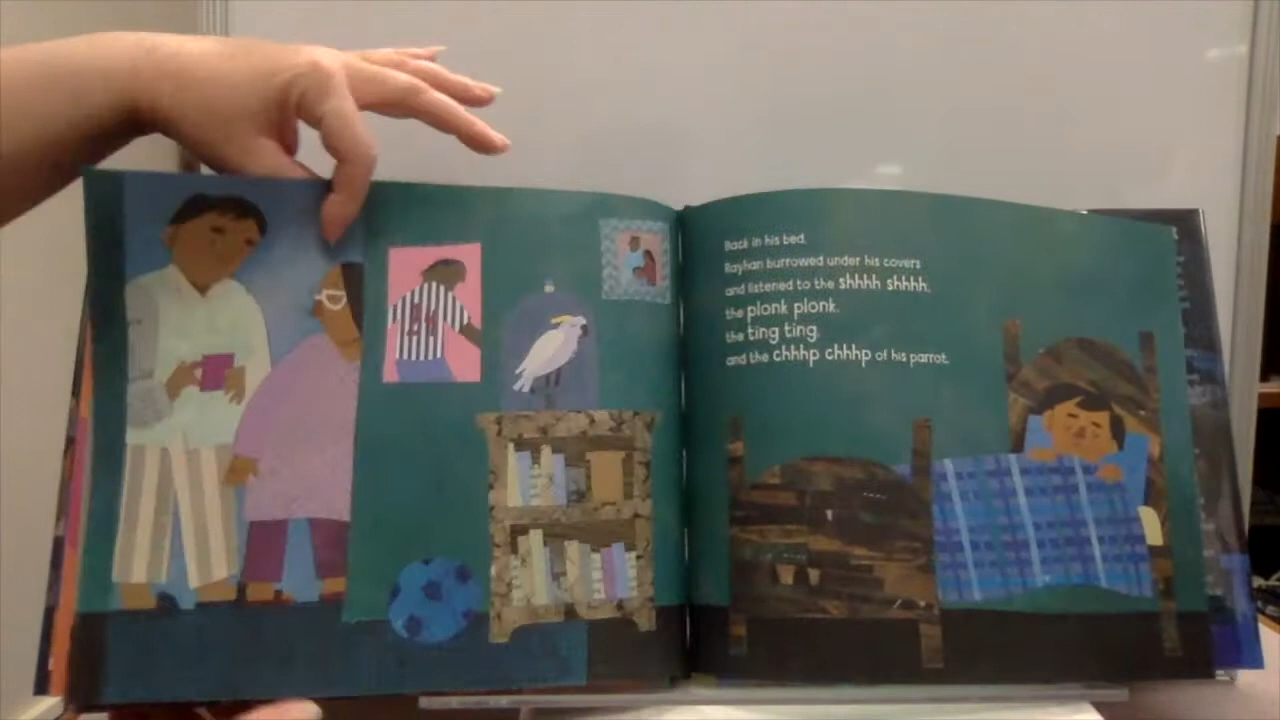 Back in his bed,
Rayhan burrowed under his covers
and listened to the shhhh shhhh,
the plonk plonk,
the ting ting,
and the chhhp chhhp of his parrot.